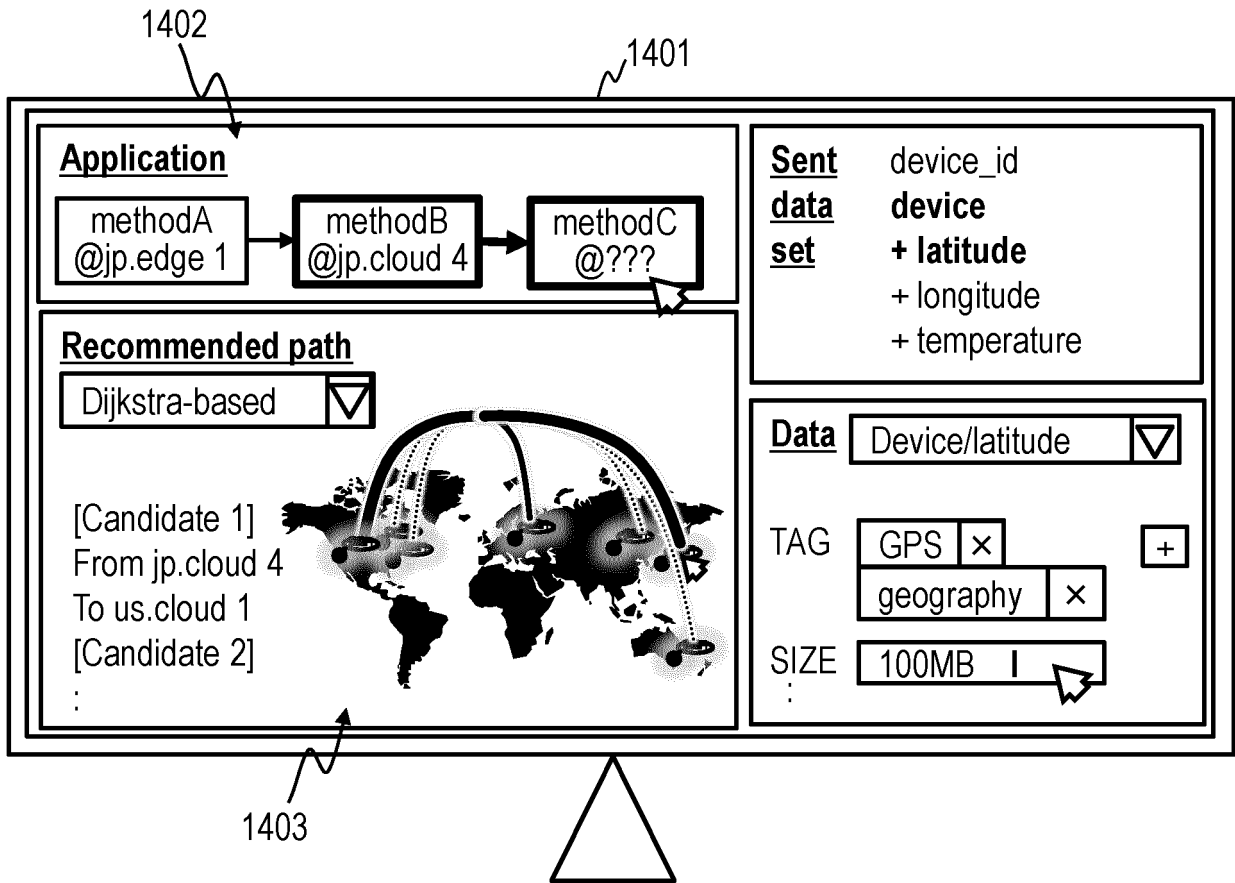 1402
1401
Application
methodA
@jp.edge 1
methodB
@jp.cloud 4
methodC
@???
Sent data set
device_id
device
+ latitude
+ longitude
+ temperature
Recommended path
Dijkstra-based
[Candidate 1]
From jp.cloud 4
To us.cloud 1
[Candidate 2]
:
Data Device/latitude
TAG GPS × +
geography ×
SIZE 100MB
:
1403